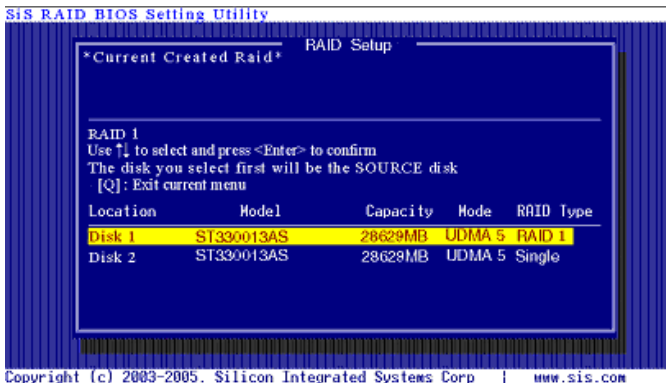 SiS RAID BIOS Setting Utility
RAID Setup
*Current Created Raid*
RAID 1
Use ↑↓ to select and press <Enter> to confirm
The disk you select first will be the SOURCE disk
[Q]: Exit current menu
Location Model Capacity Mode RAID Type
Disk 1 ST330013AS 28629MB UDMA 5 RAID 1
Disk 2 ST330013AS 28629MB UDMA 5 Single
Copyright (c) 2003-2005. Silicon Integrated Systems Corp | www.sis.com